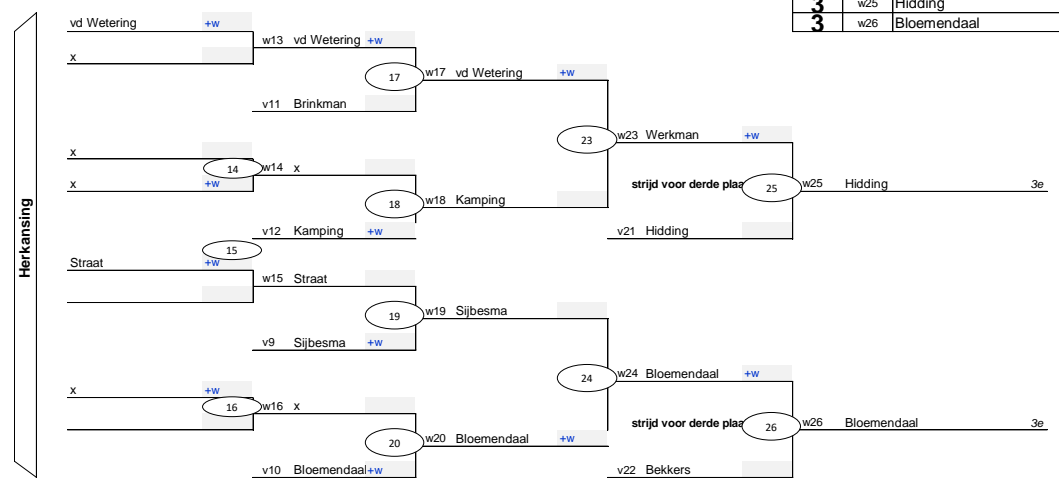 3 w25 Hidding
3 w26 Bloemendaal
Herkansing
vd Wetering +w
w13 vd Wetering +w
x
17 w17 vd Wetering +w
v11 Brinkman
23 w23 Werkman +w
x
14 w14 x
x +w
strijd voor derde plaa 25 w25 Hidding 3e
18 w18 Kamping
v12 Kamping +w
v21 Hidding
15
Straat +w
w15 Straat
19 w19 Sijbesma
v9 Sijbesma +w
24 w24 Bloemendaal +w
x +w
16 w16 x
strijd voor derde plaa 26 w26 Bloemendaal 3e
20 w20 Bloemendaal +w
v10 Bloemendaal +w
v22 Bekkers